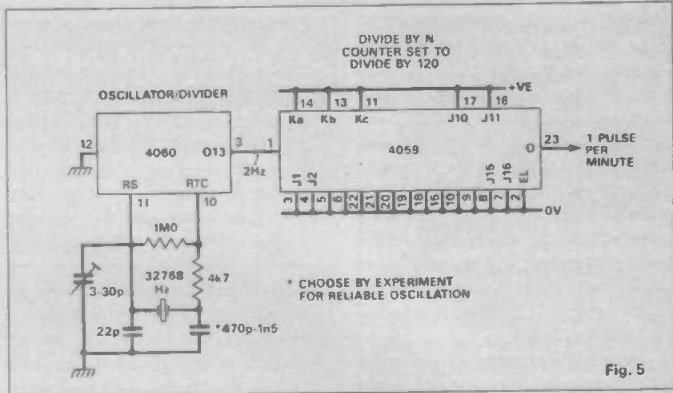 DIVIDE BY N
COUNTER SET TO
DIVIDE BY 120
+VE
OSCILLATOR/DIVIDER
14 13 11 17 16
Ka Kb Kc J10 J11
12 4060 O13 3 1 4059 O 23 1 PULSE
PER
MINUTE
2Hz
RS RTC
J1 J2 J15 J16 EL
11 10
3 4 5 6 22 21 20 19 18 15 10 9 8 7 2
0V
1M0
3-30p 32768
Hz 4k7
* CHOOSE BY EXPERIMENT
FOR RELIABLE OSCILLATION
22p *470p-1n5
Fig. 5